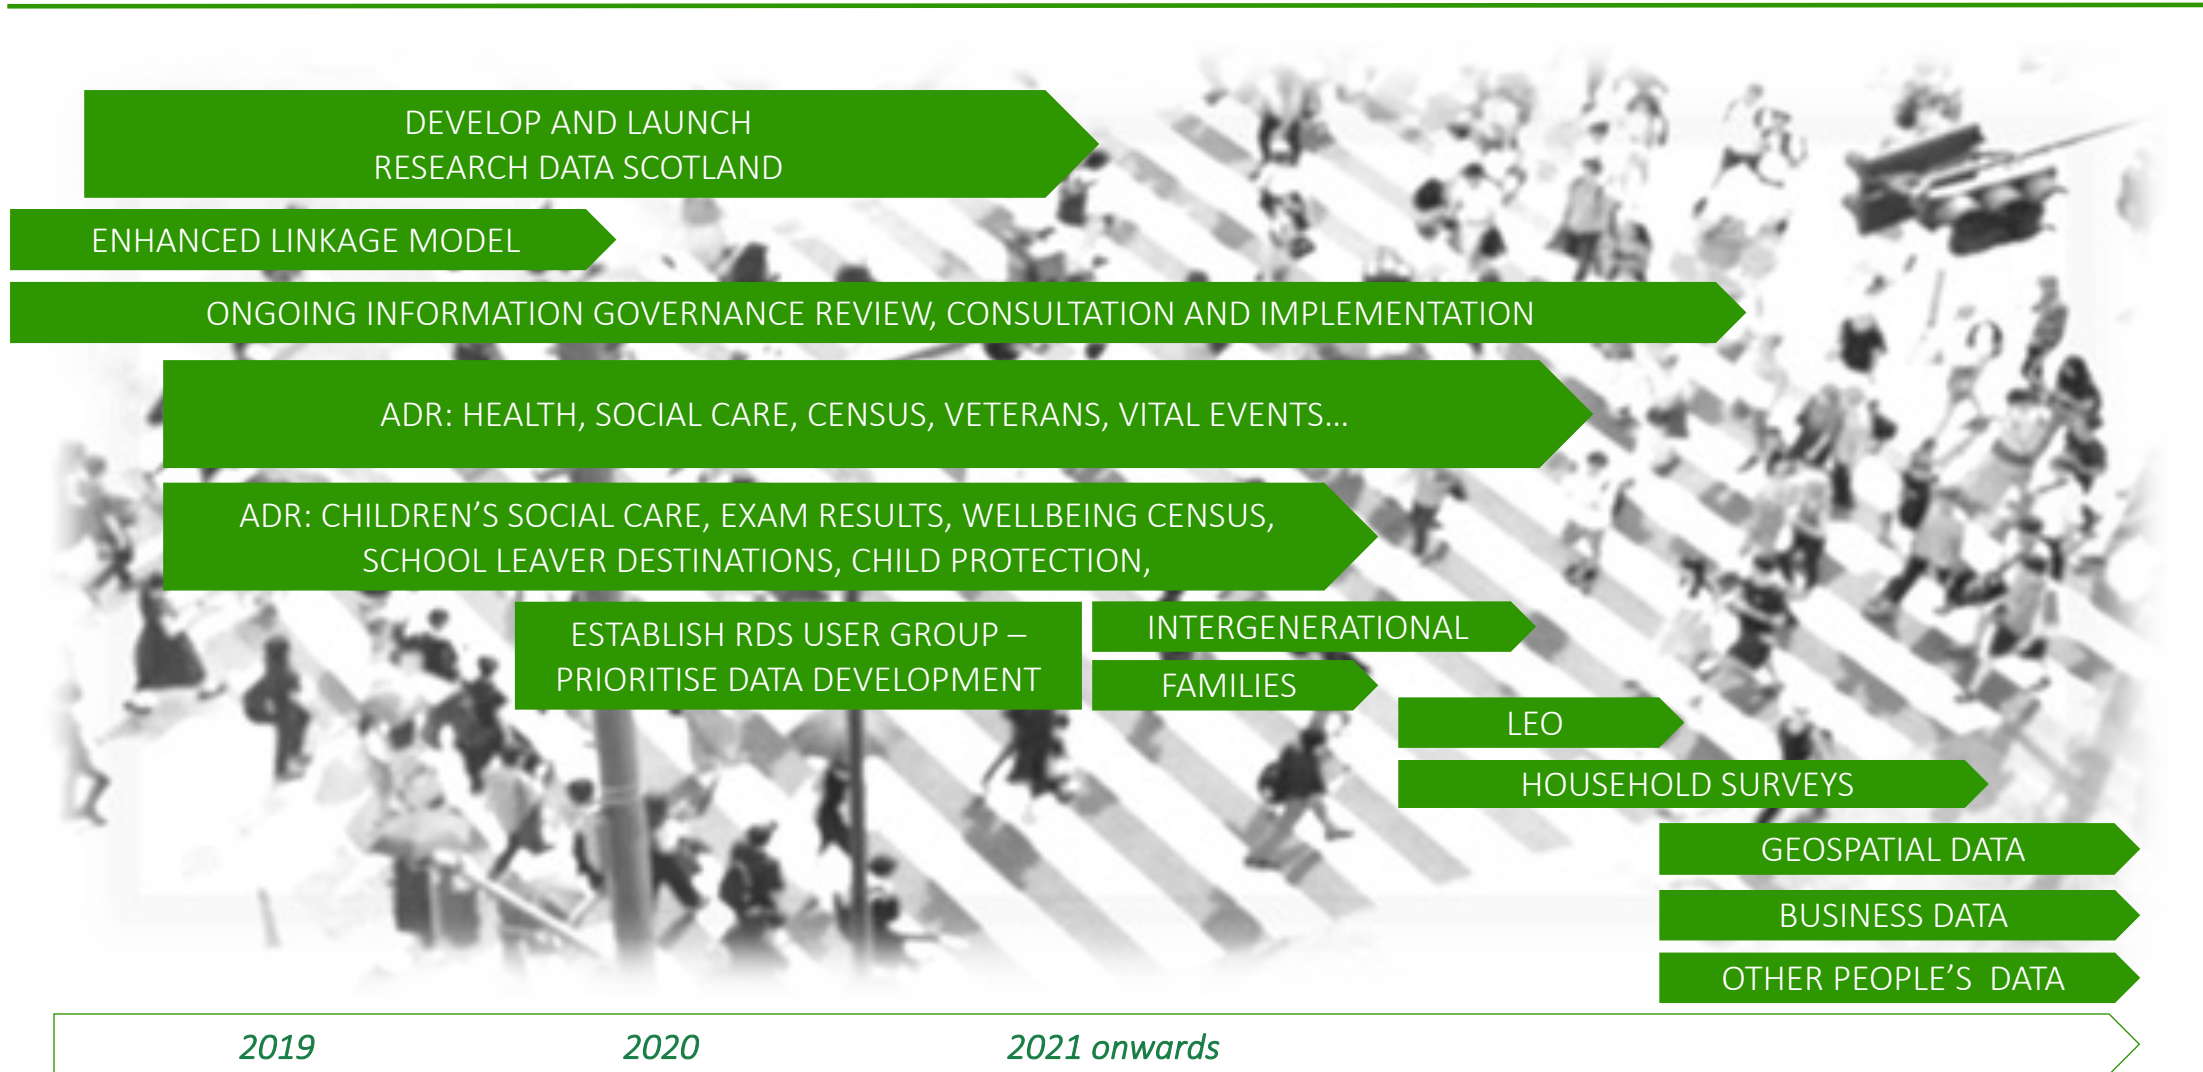 DEVELOP AND LAUNCH
RESEARCH DATA SCOTLAND
ENHANCED LINKAGE MODEL
ONGOING INFORMATION GOVERNANCE REVIEW, CONSULTATION AND IMPLEMENTATION
ADR: HEALTH, SOCIAL CARE, CENSUS, VETERANS, VITAL EVENTS…
ADR: CHILDREN’S SOCIAL CARE, EXAM RESULTS, WELLBEING CENSUS,
SCHOOL LEAVER DESTINATIONS, CHILD PROTECTION,
ESTABLISH RDS USER GROUP –
PRIORITISE DATA DEVELOPMENT
INTERGENERATIONAL
FAMILIES
LEO
HOUSEHOLD SURVEYS
GEOSPATIAL DATA
BUSINESS DATA
OTHER PEOPLE’S  DATA
2019
2020
2021 onwards